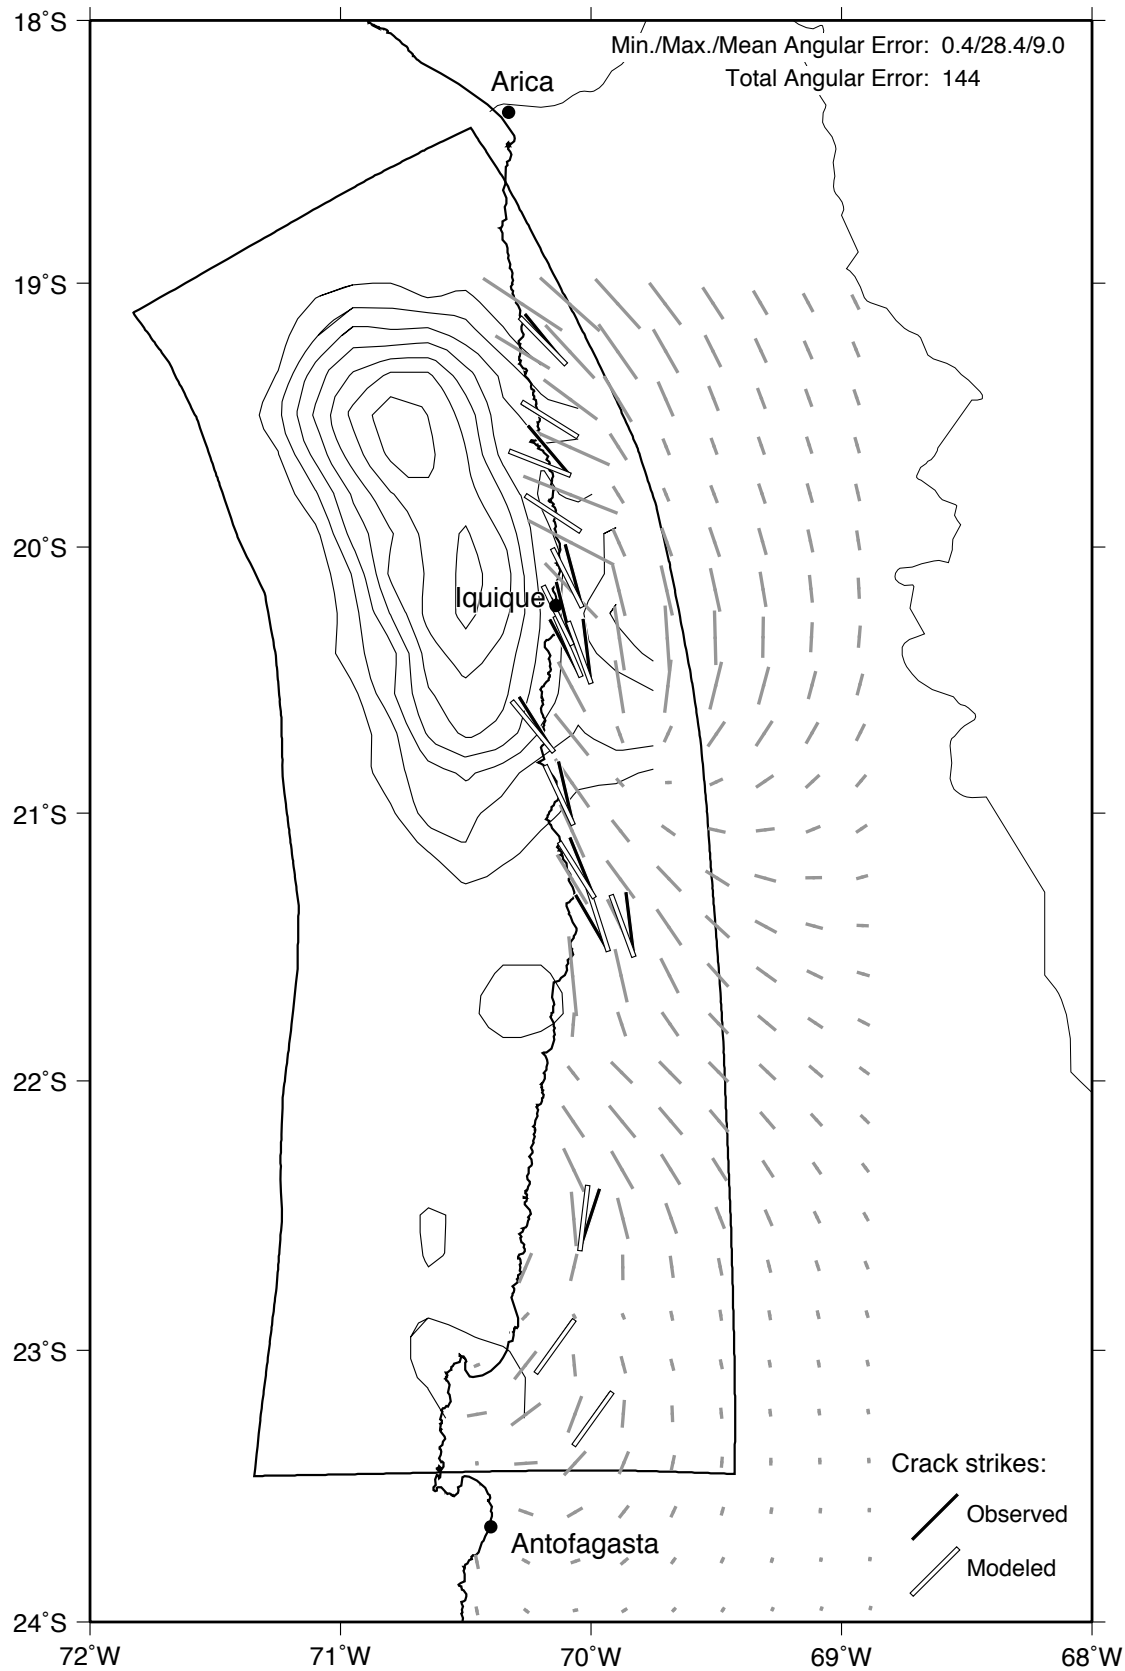 18°S
Min./Max./Mean Angular Error: 0.4/28.4/9.0
Total Angular Error: 144
Arica
19°S
20°S
Iquique
21°S
22°S
23°S
Crack strikes:
Observed
Antofagasta
Modeled
24°S
72°W 71°W 70°W 69°W 68°W